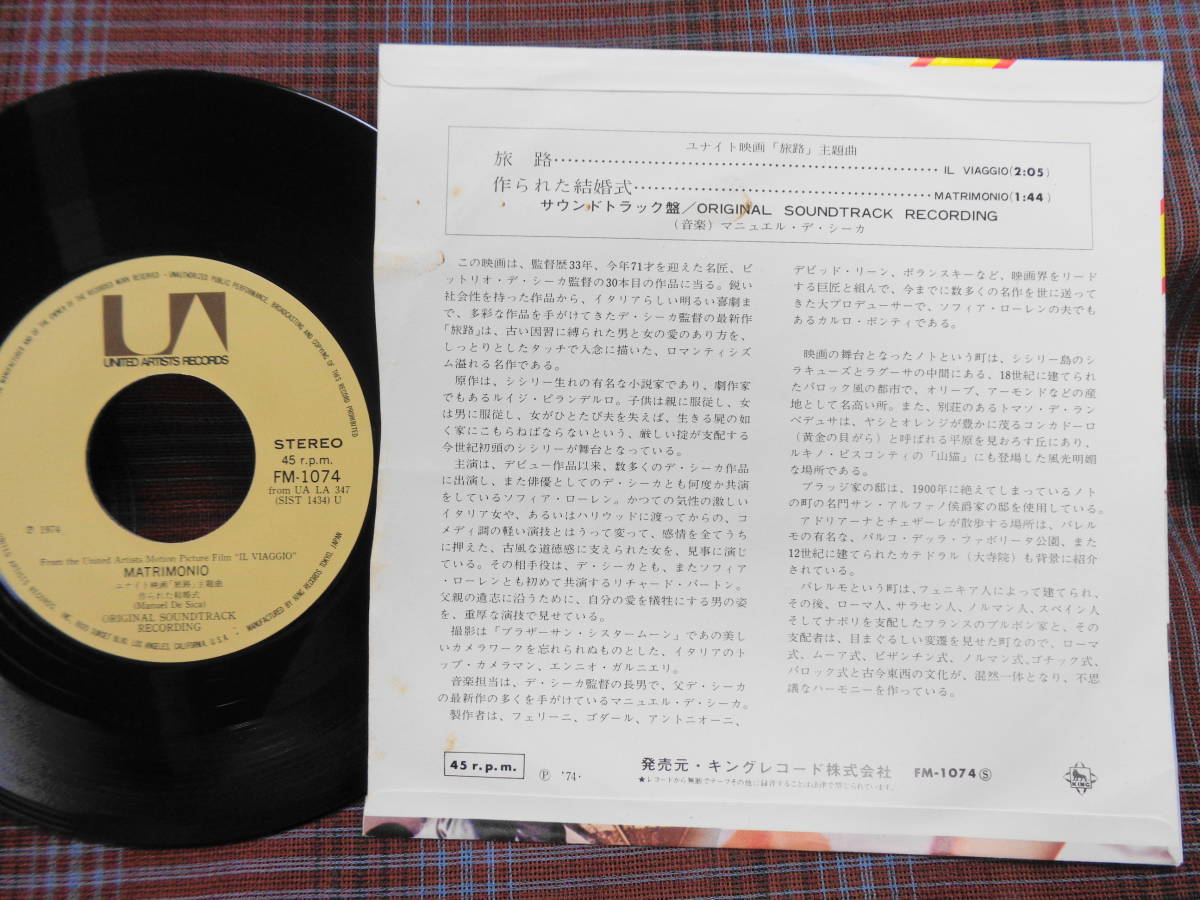 UNITED ARTISTS RECORDS
STEREO
45 r.p.m.
FM-1074
from UA LA 347
(SIST 1434) U
℗ 1974
From the United Artists Motion Picture Film "IL VIAGGIO"
MATRIMONIO
ユナイト映画「旅路」主題曲
作られた結婚式
(Manuel De Sica)
ORIGINAL SOUNDTRACK
RECORDING
ユナイト映画「旅路」主題曲
旅路 IL VIAGGIO(2:05)
作られた結婚式 MATRIMONIO(1:44)
サウンドトラック盤/ORIGINAL SOUNDTRACK RECORDING
(音楽) マニュエル・デ・シーカ
この映画は、監督歴33年、今年71才を迎えた名匠、ビ
ットリオ・デ・シーカ監督の30本目の作品に当る。鋭い
社会性を持った作品から、イタリアらしい明るい喜劇ま
で、多彩な作品を手がけてきたデ・シーカ監督の最新作
「旅路」は、古い因習に縛られた男と女の愛のあり方を、
しっとりとしたタッチで入念に描いた、ロマンティシズ
ム溢れる名作である。
原作は、シシリー生れの有名な小説家であり、劇作家
でもあるルイジ・ピランデルロ。子供は親に服従し、女
は男に服従し、女がひとたび夫を失えば、生きる屍の如
く家にこもらねばならないという、厳しい掟が支配する
今世紀初頭のシシリーが舞台となっている。
主演は、デビュー作品以来、数多くのデ・シーカ作品
に出演し、また俳優としてのデ・シーカとも何度か共演
をしているソフィア・ローレン。かつての気性の激しい
イタリア女や、あるいはハリウッドに渡ってからの、コ
メディ調の軽い演技とはうって変って、感情を全てうち
に押えた、古風な道徳感に支えられた女を、見事に演じ
ている。その相手役は、デ・シーカとも、またソフィア
・ローレンとも初めて共演するリチャード・バートン。
父親の遺志に沿うために、自分の愛を犠牲にする男の姿
を、重厚な演技で見せている。
撮影は「ブラザーサン・シスタームーン」であの美し
いカメラワークを忘れられぬものとした、イタリアのト
ップ・カメラマン、エンニオ・ガルニエリ。
音楽担当は、デ・シーカ監督の長男で、父デ・シーカ
の最新作の多くを手がけているマニュエル・デ・シーカ。
製作者は、フェリーニ、ゴダール、アントニオーニ、
デビッド・リーン、ポランスキーなど、映画界をリード
する巨匠と組んで、今までに数多くの名作を世に送って
きた大プロデューサーで、ソフィア・ローレンの夫でも
あるカルロ・ポンティである。
映画の舞台となったノトという町は、シシリー島のシ
ラキューズとラグーサの中間にある、18世紀に建てられ
たバロック風の都市で、オリーブ、アーモンドなどの産
地として名高い所。また、別荘のあるトマソ・デ・ラン
ペデュサは、ヤシとオレンジが豊かに茂るコンカドーロ
(黄金の貝がら)と呼ばれる平原を見おろす丘にあり、
ルキノ・ビスコンティの「山猫」にも登場した風光明媚
な場所である。
ブラッジ家の邸は、1900年に絶えてしまっているノト
の町の名門サン・アルファノ侯爵家の邸を使用している。
アドリアーナとチェザーレが散歩する場所は、パレル
モの有名な、パルコ・デッラ・ファボリータ公園、また
12世紀に建てられたカテドラル(大寺院)も背景に紹介
されている。
パレルモという町は、フェニキア人によって建てられ、
その後、ローマ人、サラセン人、ノルマン人、スペイン人
そしてナポリを支配したフランスのブルボン家と、その
支配者は、目まぐるしい変遷を見せた町なので、ローマ
式、ムーア式、ビザンチン式、ノルマン式、ゴチック式、
バロック式と古今東西の文化が、混然一体となり、不思
議なハーモニーを作っている。
45 r.p.m.
℗ '74・
発売元・キングレコード株式会社 FM-1074Ⓢ
★レコードから無断でテープその他に録音することは法律で禁じられています。
KING